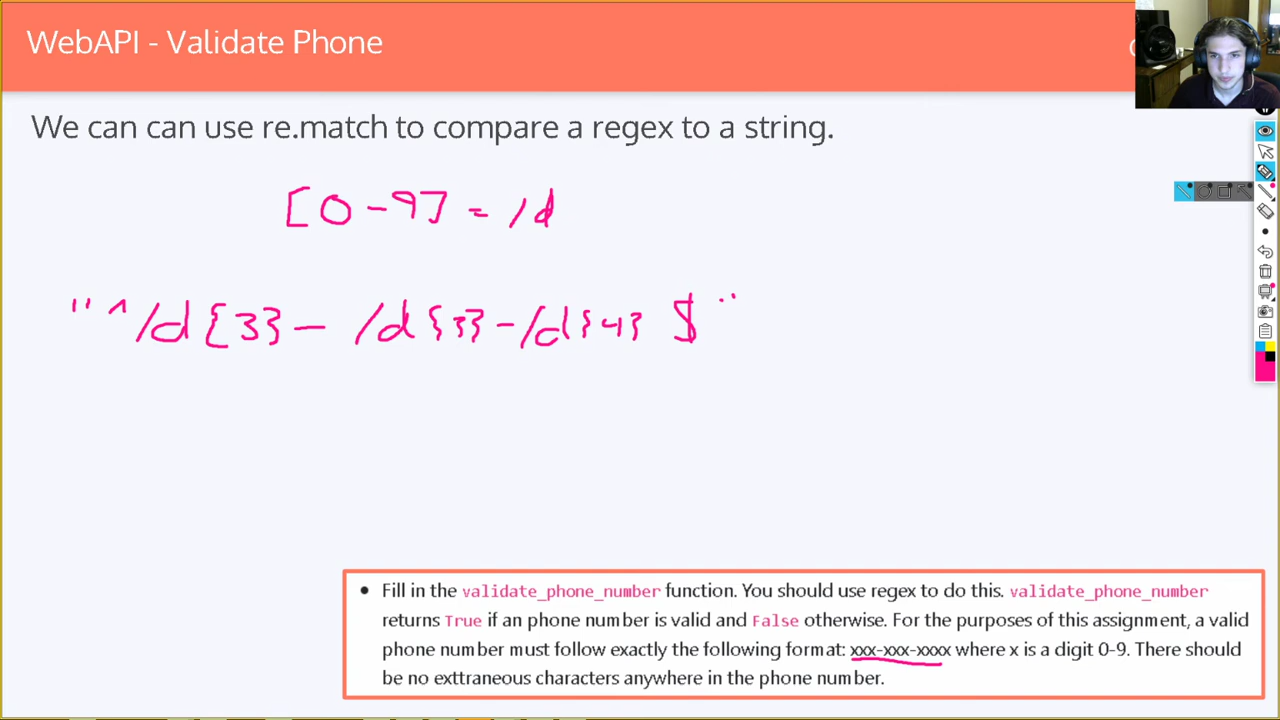 WebAPI - Validate Phone
We can can use re.match to compare a regex to a string.
[0-9] = /d
"^/d{3}-/d{3}-/d{4}$"
• Fill in the validate_phone_number function. You should use regex to do this. validate_phone_number
returns True if an phone number is valid and False otherwise. For the purposes of this assignment, a valid
phone number must follow exactly the following format: xxx-xxx-xxxx where x is a digit 0-9. There should
be no exttraneous characters anywhere in the phone number.